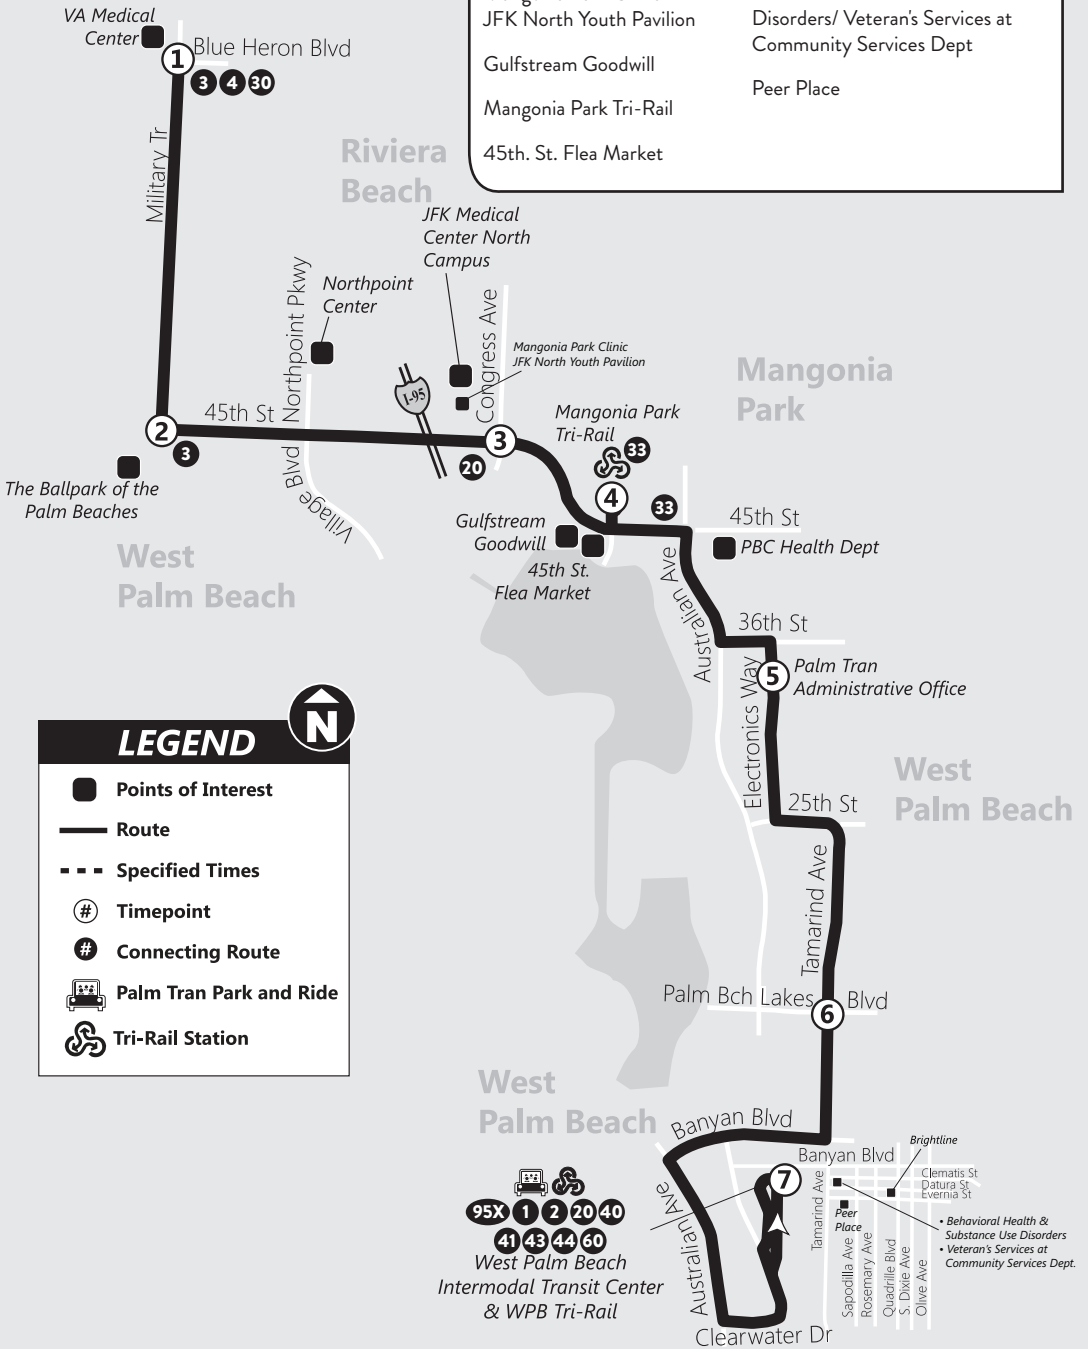 JFK North Youth Pavilion
Gulfstream Goodwill
Mangonia Park Tri-Rail
45th. St. Flea Market
Disorders/ Veteran's Services at
Community Services Dept
Peer Place
VA Medical
Center
1
Blue Heron Blvd
3 4 30
Military Tr
Riviera
Beach
JFK Medical
Center North
Campus
Northpoint
Center
Northpoint Pkwy
Congress Ave
Mangonia Park Clinic
JFK North Youth Pavilion
I-95
Mangonia
Park
45th St
2
3
3
20
Mangonia Park
Tri-Rail
33
4
33
45th St
The Ballpark of the
Palm Beaches
Village Blvd
Gulfstream
Goodwill
45th St.
Flea Market
PBC Health Dept
West
Palm Beach
Australian Ave
36th St
5
Palm Tran
Administrative Office
Electronics Way
25th St
West
Palm Beach
N
LEGEND
Points of Interest
Route
Specified Times
# Timepoint
# Connecting Route
Palm Tran Park and Ride
Tri-Rail Station
Tamarind Ave
Palm Bch Lakes Blvd
6
West
Palm Beach
Banyan Blvd
Banyan Blvd
Brightline
7
Clematis St
Datura St
Evernia St
95X 1 2 20 40
41 43 44 60
West Palm Beach
Intermodal Transit Center
& WPB Tri-Rail
Australian Ave
Tamarind Ave
Peer
Place
• Behavioral Health &
Substance Use Disorders
• Veteran's Services at
Community Services Dept.
Sapodilla Ave
Rosemary Ave
Quadrille Blvd
S. Dixie Ave
Olive Ave
Clearwater Dr